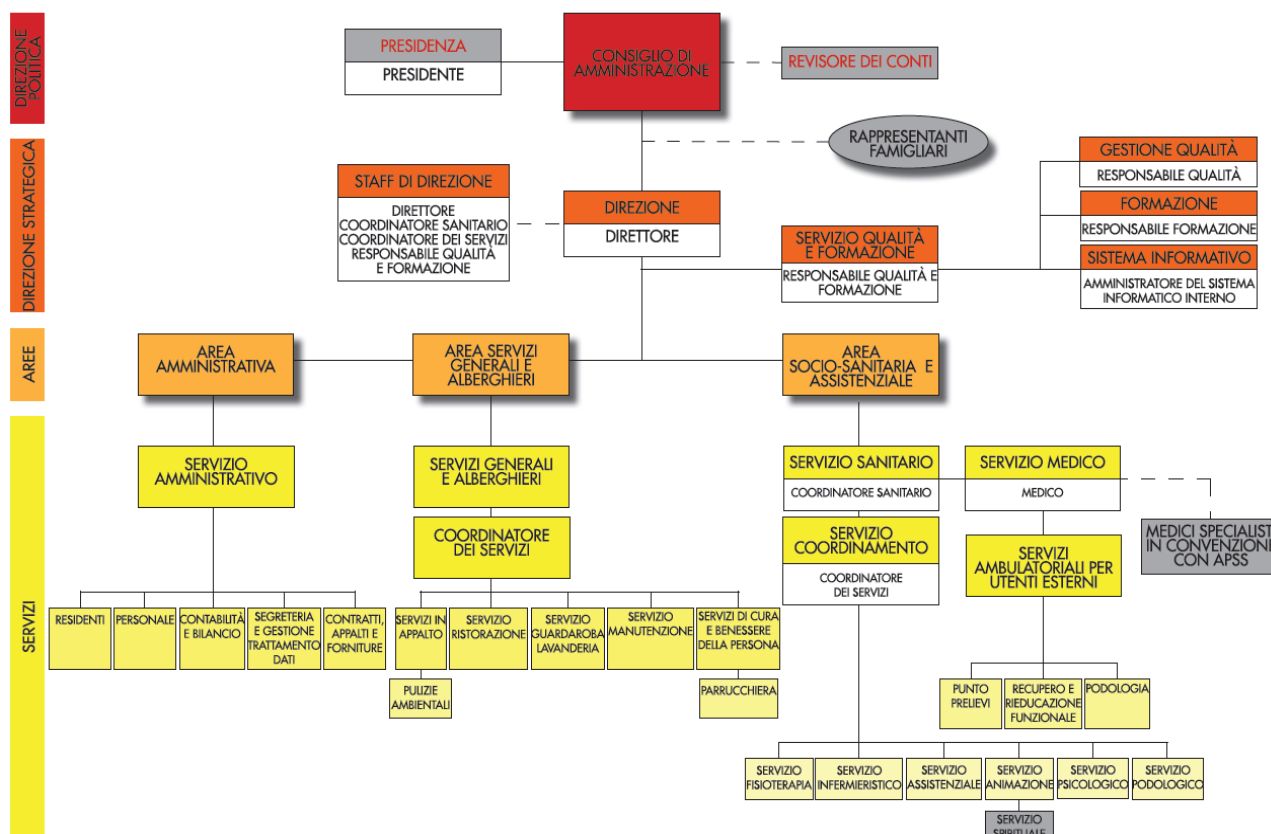 DIREZIONE
POLITICA
PRESIDENZA
PRESIDENTE
CONSIGLIO DI
AMMINISTRAZIONE
REVISORE DEI CONTI
RAPPRESENTANTI
FAMIGLIARI
DIREZIONE STRATEGICA
STAFF DI DIREZIONE
DIRETTORE
COORDINATORE SANITARIO
COORDINATORE DEI SERVIZI
RESPONSABILE QUALITÀ
E FORMAZIONE
DIREZIONE
DIRETTORE
SERVIZIO QUALITÀ
E FORMAZIONE
RESPONSABILE QUALITÀ E
FORMAZIONE
GESTIONE QUALITÀ
RESPONSABILE QUALITÀ
FORMAZIONE
RESPONSABILE FORMAZIONE
SISTEMA INFORMATIVO
AMMINISTRATORE DEL SISTEMA
INFORMATICO INTERNO
AREE
AREA
AMMINISTRATIVA
AREA SERVIZI
GENERALI E
ALBERGHIERI
AREA
SOCIO-SANITARIA E
ASSISTENZIALE
SERVIZI
SERVIZIO
AMMINISTRATIVO
SERVIZI GENERALI
E ALBERGHIERI
COORDINATORE
DEI SERVIZI
SERVIZIO SANITARIO
COORDINATORE SANITARIO
SERVIZIO MEDICO
MEDICO
SERVIZIO
COORDINAMENTO
COORDINATORE
DEI SERVIZI
SERVIZI
AMBULATORIALI PER
UTENTI ESTERNI
MEDICI SPECIALISTI
IN CONVENZIONE
CON APSS
RESIDENTI
PERSONALE
CONTABILITÀ
E BILANCIO
SEGRETERIA
E GESTIONE
TRATTAMENTO
DATI
CONTRATTI,
APPALTI E
FORNITURE
SERVIZI IN
APPALTO
SERVIZIO
RISTORAZIONE
SERVIZIO
GUARDAROBA
LAVANDERIA
SERVIZIO
MANUTENZIONE
SERVIZI DI CURA
E BENESSERE
DELLA PERSONA
PULIZIE
AMBIENTALI
PARRUCCHIERA
PUNTO
PRELIEVI
RECUPERO E
RIEDUCAZIONE
FUNZIONALE
PODOLOGIA
SERVIZIO
FISIOTERAPIA
SERVIZIO
INFERMIERISTICO
SERVIZIO
ASSISTENZIALE
SERVIZIO
ANIMAZIONE
SERVIZIO
PSICOLOGICO
SERVIZIO
PODOLOGICO
SERVIZIO
SPIRITUALE